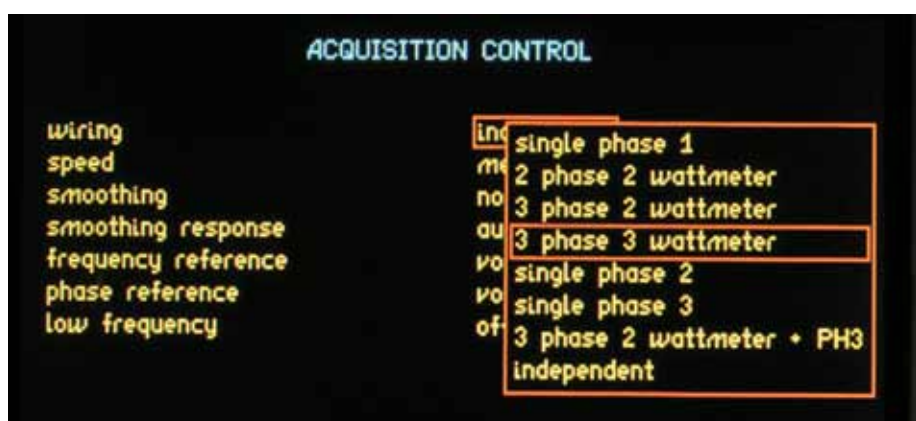 ACQUISITION CONTROL
wiring
single phase 1
speed
2 phase 2 wattmeter
smoothing
3 phase 2 wattmeter
smoothing response
3 phase 3 wattmeter
frequency reference
single phase 2
phase reference
single phase 3
low frequency
3 phase 2 wattmeter + PH3
independent